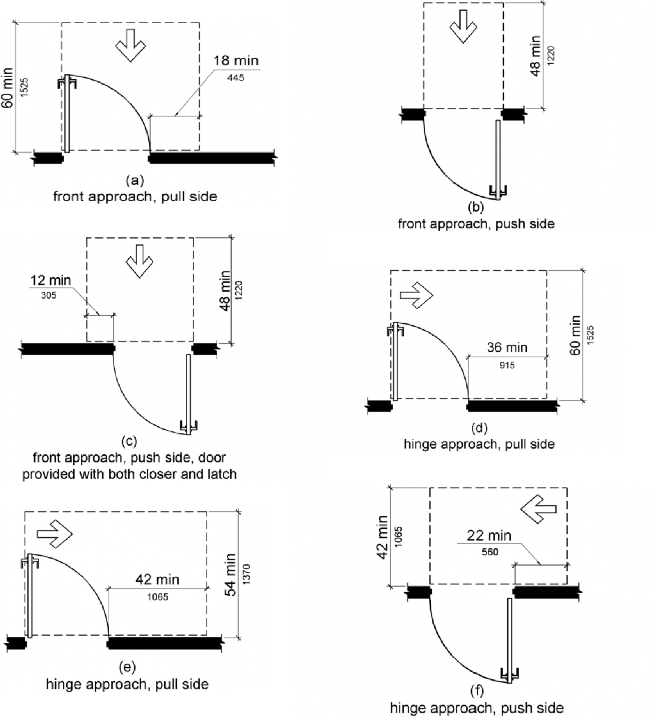 60 min
1525
18 min
445
(a)
front approach, pull side
48 min
1220
(b)
front approach, push side
12 min
305
48 min
1220
(c)
front approach, push side, door
provided with both closer and latch
36 min
915
60 min
1525
(d)
hinge approach, pull side
42 min
1065
54 min
1370
(e)
hinge approach, pull side
42 min
1065
22 min
560
(f)
hinge approach, push side